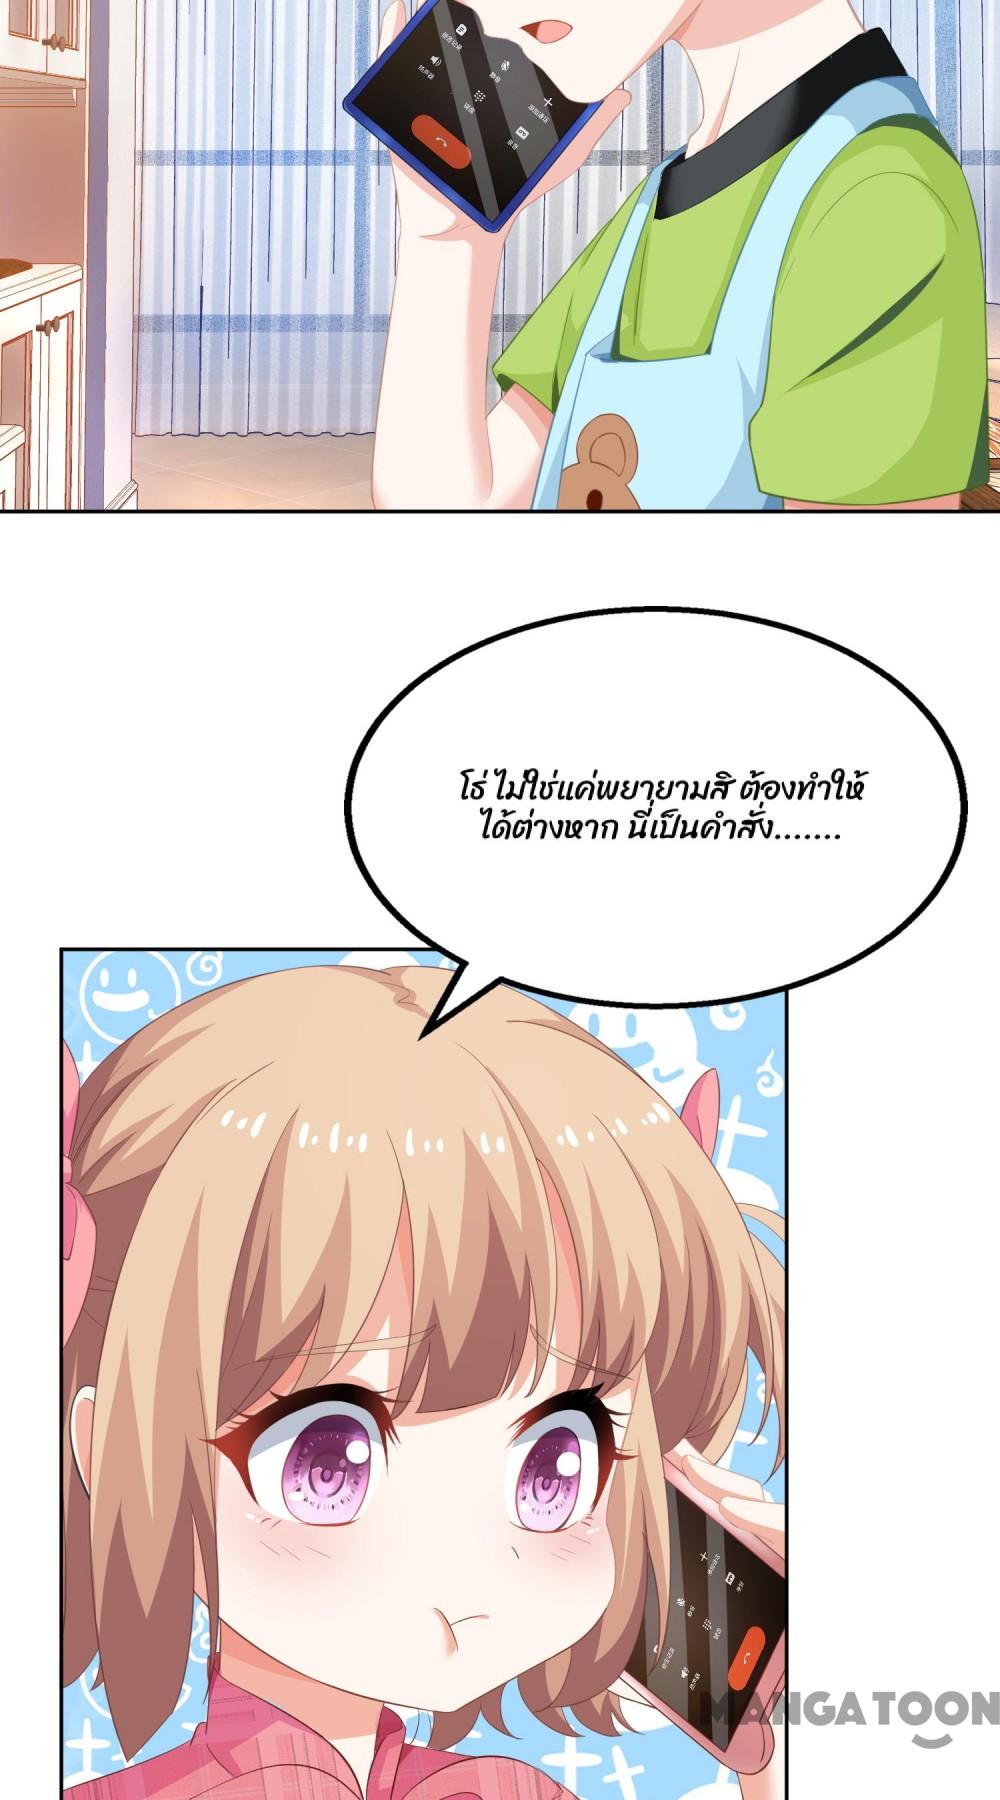 โธ่ ไม่ใช่แค่พยายามสิ ต้องทำให้
ได้ต่างหาก นี่เป็นคำสั่ง.......
MANGATOON